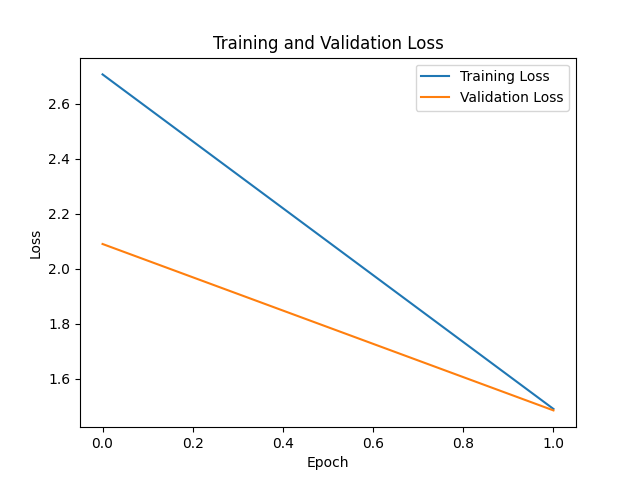 Training and Validation Loss
Training Loss
Validation Loss
Loss
2.6
2.4
2.2
2.0
1.8
1.6
0.0 0.2 0.4 0.6 0.8 1.0
Epoch